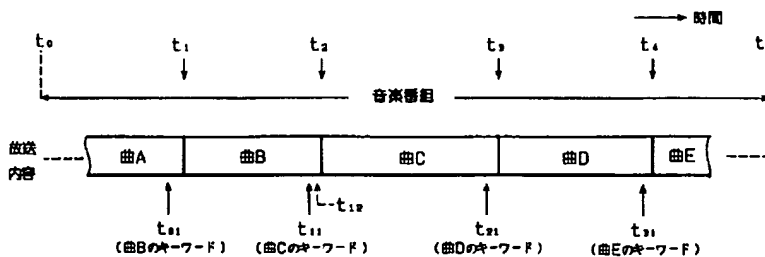 時間
t₀ t₁ t₂ t₃ t₄ t
音楽番組
放送内容
曲A 曲B 曲C 曲D 曲E
t₁₂
t₀₁ t₁₁ t₂₁ t₃₁
(曲Bのキーワード) (曲Cのキーワード) (曲Dのキーワード) (曲Eのキーワード)